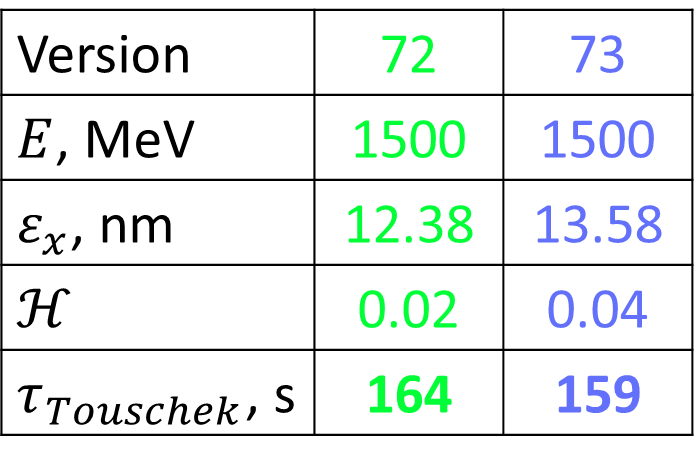 Version 72 73
E, MeV 1500 1500
εx, nm 12.38 13.58
ℋ 0.02 0.04
τTouschek, s 164 159